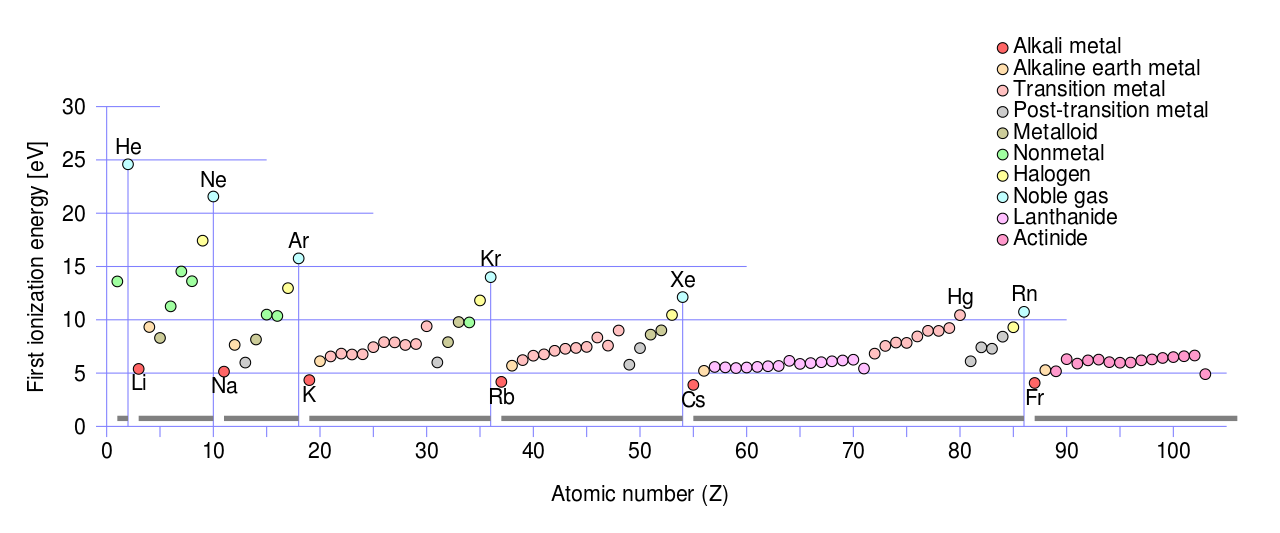 Alkali metal
Alkaline earth metal
Transition metal
Post-transition metal
Metalloid
Nonmetal
Halogen
Noble gas
Lanthanide
Actinide
First ionization energy [eV]
30
25
20
15
10
5
0
He
Ne
Ar
Kr
Xe
Hg
Rn
Li
Na
K
Rb
Cs
Fr
0 10 20 30 40 50 60 70 80 90 100
Atomic number (Z)